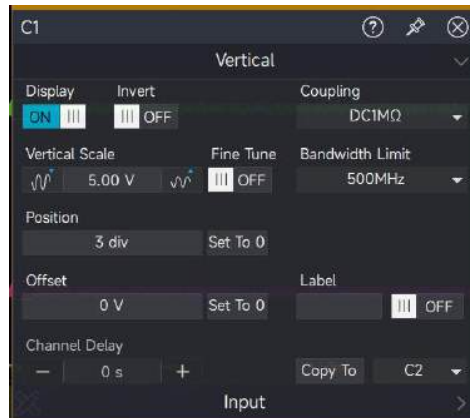 C1
Vertical
Display Invert Coupling
ON OFF DC1MΩ
Vertical Scale Fine Tune Bandwidth Limit
5.00 V OFF 500MHz
Position
3 div Set To 0
Offset Label
0 V Set To 0 OFF
Channel Delay
− 0 s + Copy To C2
Input